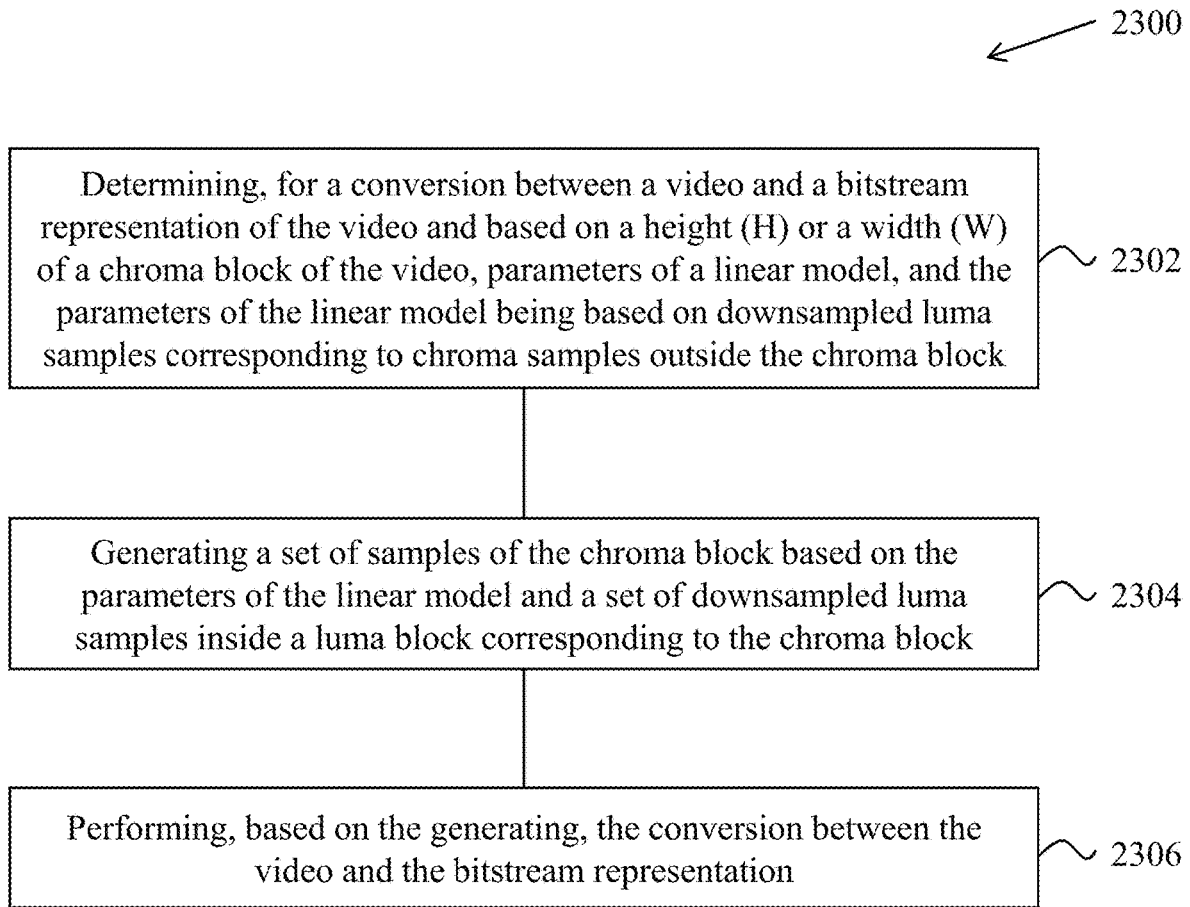 2300
Determining, for a conversion between a video and a bitstream
representation of the video and based on a height (H) or a width (W)
of a chroma block of the video, parameters of a linear model, and the
parameters of the linear model being based on downsampled luma
samples corresponding to chroma samples outside the chroma block
2302
Generating a set of samples of the chroma block based on the
parameters of the linear model and a set of downsampled luma
samples inside a luma block corresponding to the chroma block
2304
Performing, based on the generating, the conversion between the
video and the bitstream representation
2306